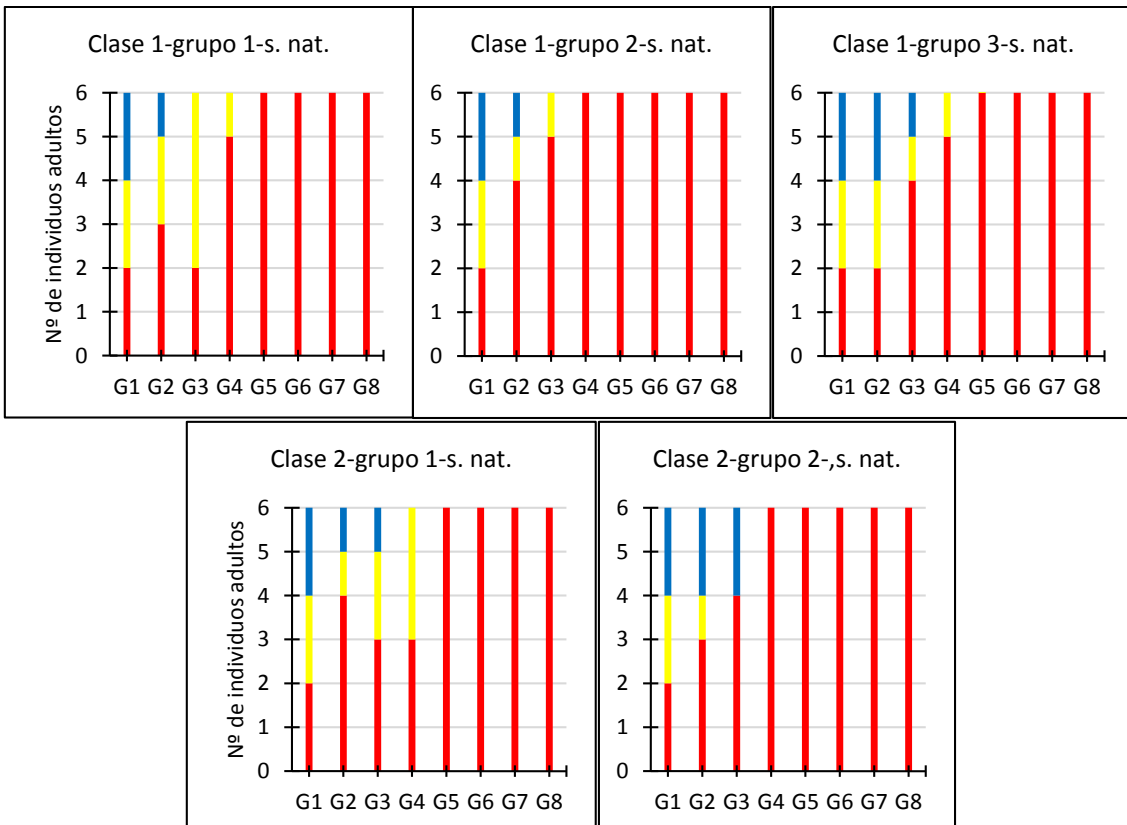 Clase 1-grupo 1-s. nat.
Nº de individuos adultos
6
5
4
3
2
1
0
G1 G2 G3 G4 G5 G6 G7 G8
Clase 1-grupo 2-s. nat.
6
5
4
3
2
1
0
G1 G2 G3 G4 G5 G6 G7 G8
Clase 1-grupo 3-s. nat.
6
5
4
3
2
1
0
G1 G2 G3 G4 G5 G6 G7 G8
Clase 2-grupo 1-s. nat.
Nº de individuos adultos
6
5
4
3
2
1
0
G1 G2 G3 G4 G5 G6 G7 G8
Clase 2-grupo 2-,s. nat.
6
5
4
3
2
1
0
G1 G2 G3 G4 G5 G6 G7 G8